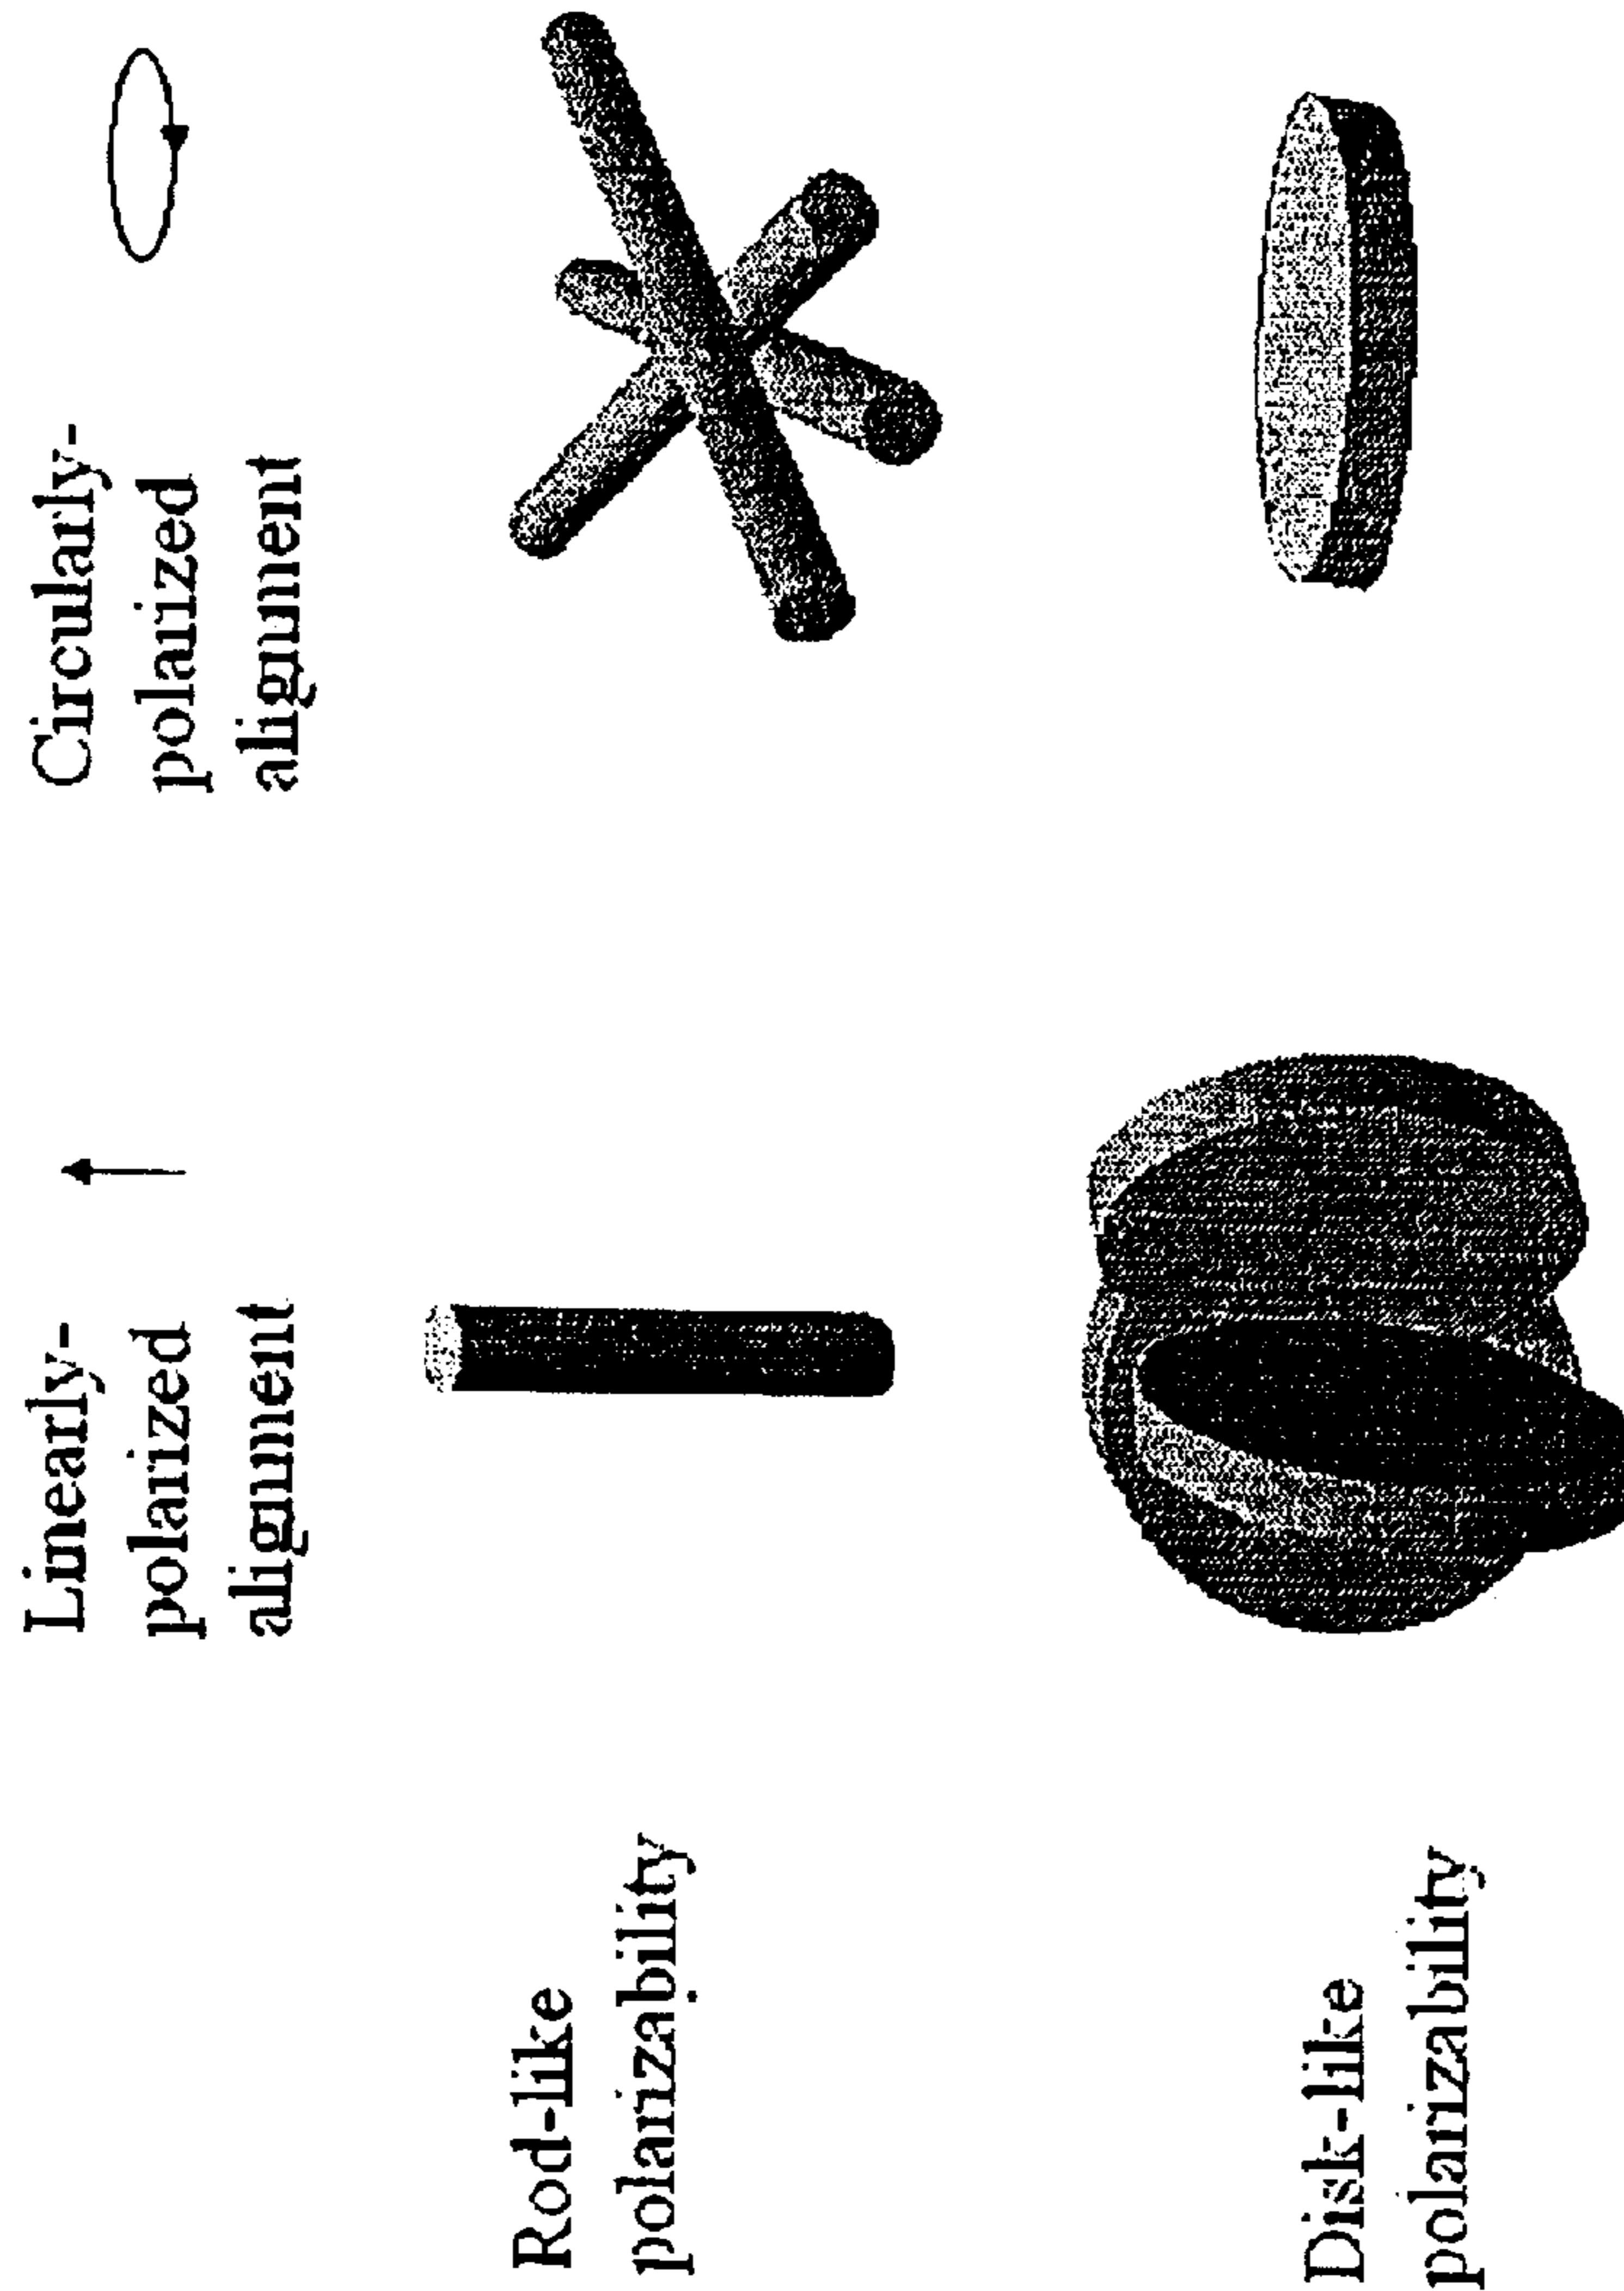 Linearly-
polarized
alignment
Circularly-
polarized
alignment
Rod-like
polarizability
Disk-like
polarizability